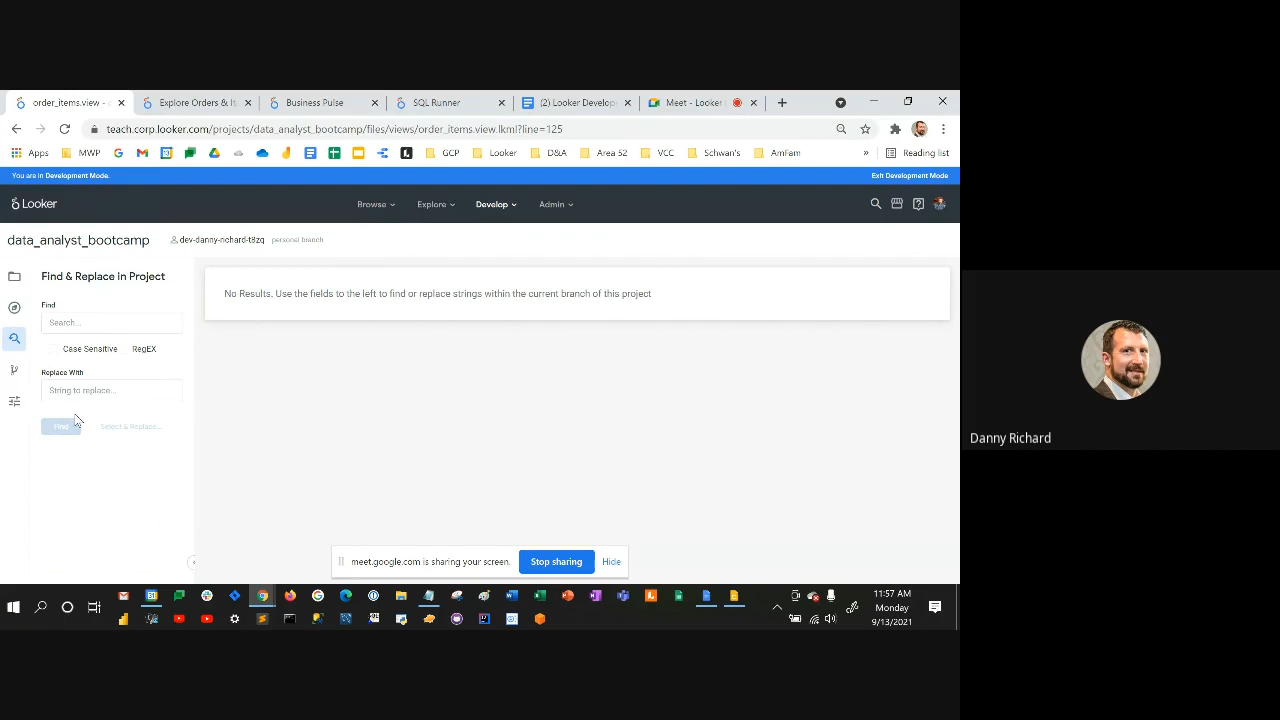 order_items.view -
Explore Orders & It
Business Pulse
SQL Runner
(2) Looker Develop
Meet - Looker
teach.corp.looker.com/projects/data_analyst_bootcamp/files/views/order_items.view.lkml?line=125
Apps
MWP
GCP
Looker
D&A
Area 52
VCC
Schwan's
AmFam
»
Reading list
You are in Development Mode.
Exit Development Mode
Looker
Browse
Explore
Develop
Admin
data_analyst_bootcamp
dev-danny-richard-t8zq
personal branch
Find & Replace in Project
No Results. Use the fields to the left to find or replace strings within the current branch of this project
Find
Search...
Case Sensitive
RegEX
Replace With
String to replace...
Find
Select & Replace...
Danny Richard
meet.google.com is sharing your screen.
Stop sharing
Hide
11:57 AM
Monday
9/13/2021